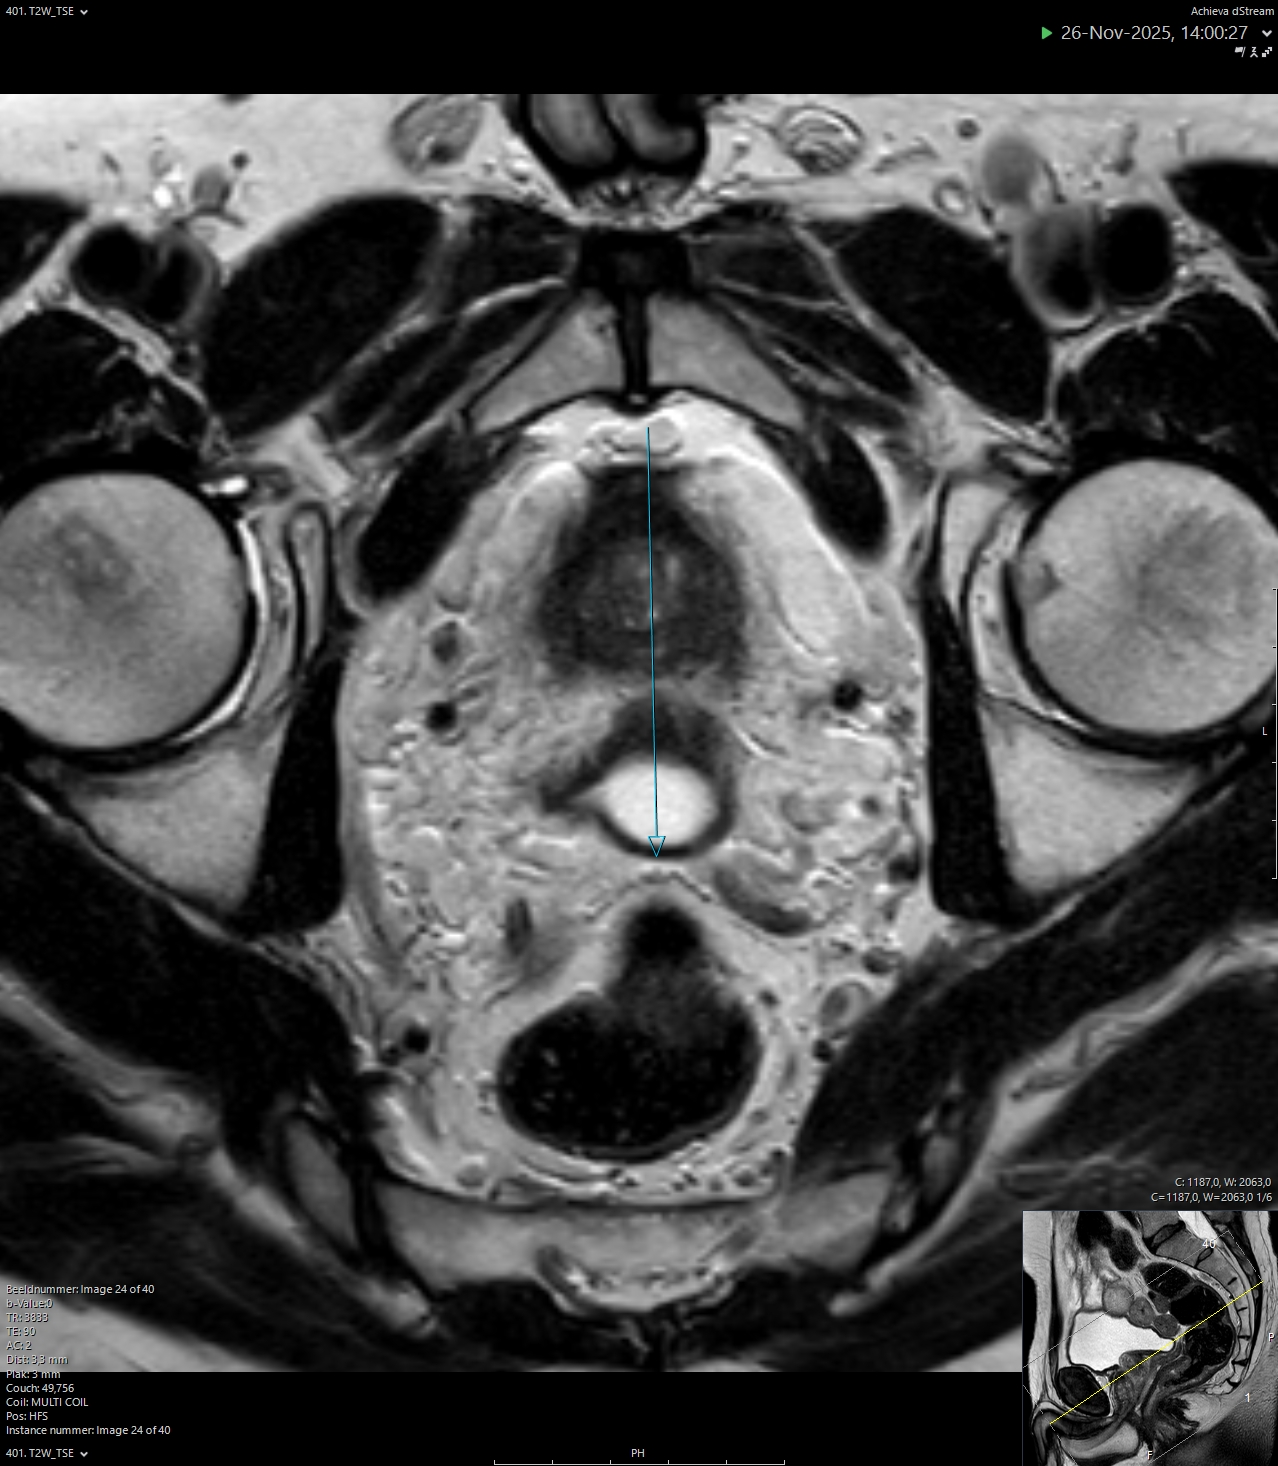 401. T2W_TSE
Achieva dStream
26-Nov-2025, 14:00:27
L
C: 1187,0, W: 2063,0
C=1187,0, W=2063,0 1/6
40
P
1
F
Beeldnummer: Image 24 of 40
b-Value:0
TR: 3833
TE: 90
AC: 2
Dist: 3,3 mm
Plak: 3 mm
Couch: 49,756
Coil: MULTI COIL
Pos: HFS
Instance number: Image 24 of 40
401. T2W_TSE
PH